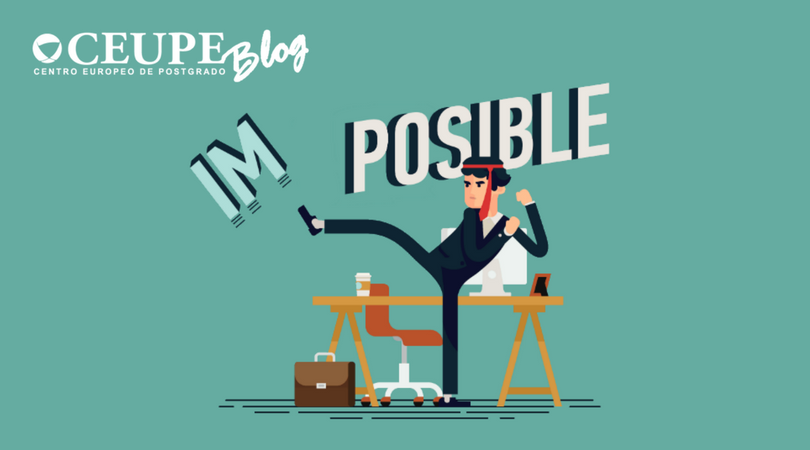 CEUPE Blog
CENTRO EUROPEO DE POSTGRADO
IM POSIBLE